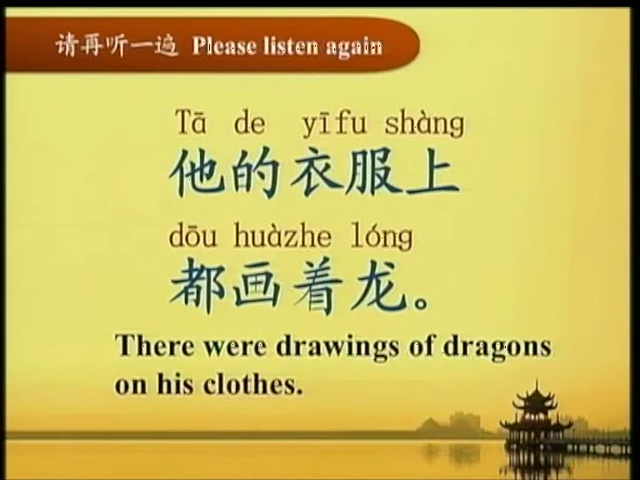 请再听一遍 Please listen again
Tā de yīfu shàng
他的衣服上
dōu huàzhe lóng
都画着龙。
There were drawings of dragons
on his clothes.